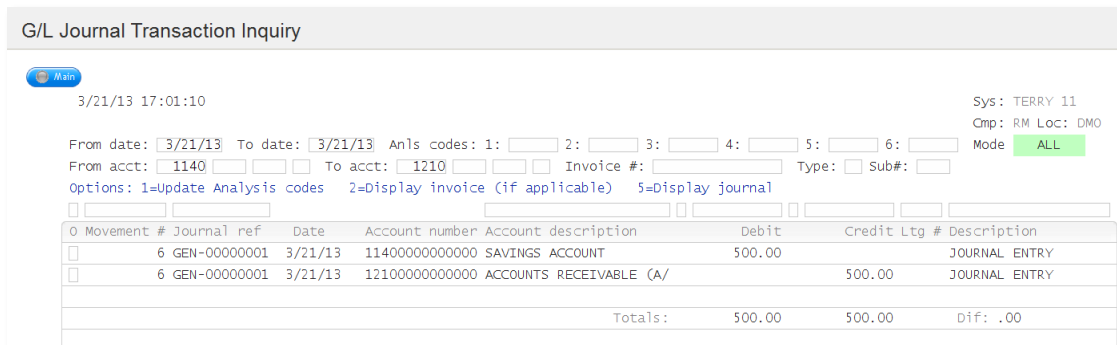 G/L Journal Transaction Inquiry
Main
3/21/13 17:01:10 Sys: TERRY 11
Cmp: RM Loc: DMO
From date: 3/21/13 To date: 3/21/13 Anls codes: 1: 2: 3: 4: 5: 6: Mode ALL
From acct: 1140 To acct: 1210 Invoice #: Type: Sub#:
Options: 1=Update Analysis codes 2=Display invoice (if applicable) 5=Display journal
O Movement # Journal ref Date Account number Account description Debit Credit Ltg # Description
6 GEN-00000001 3/21/13 11400000000000 SAVINGS ACCOUNT 500.00 JOURNAL ENTRY
6 GEN-00000001 3/21/13 12100000000000 ACCOUNTS RECEIVABLE (A/ 500.00 JOURNAL ENTRY
Totals: 500.00 500.00 Dif: .00